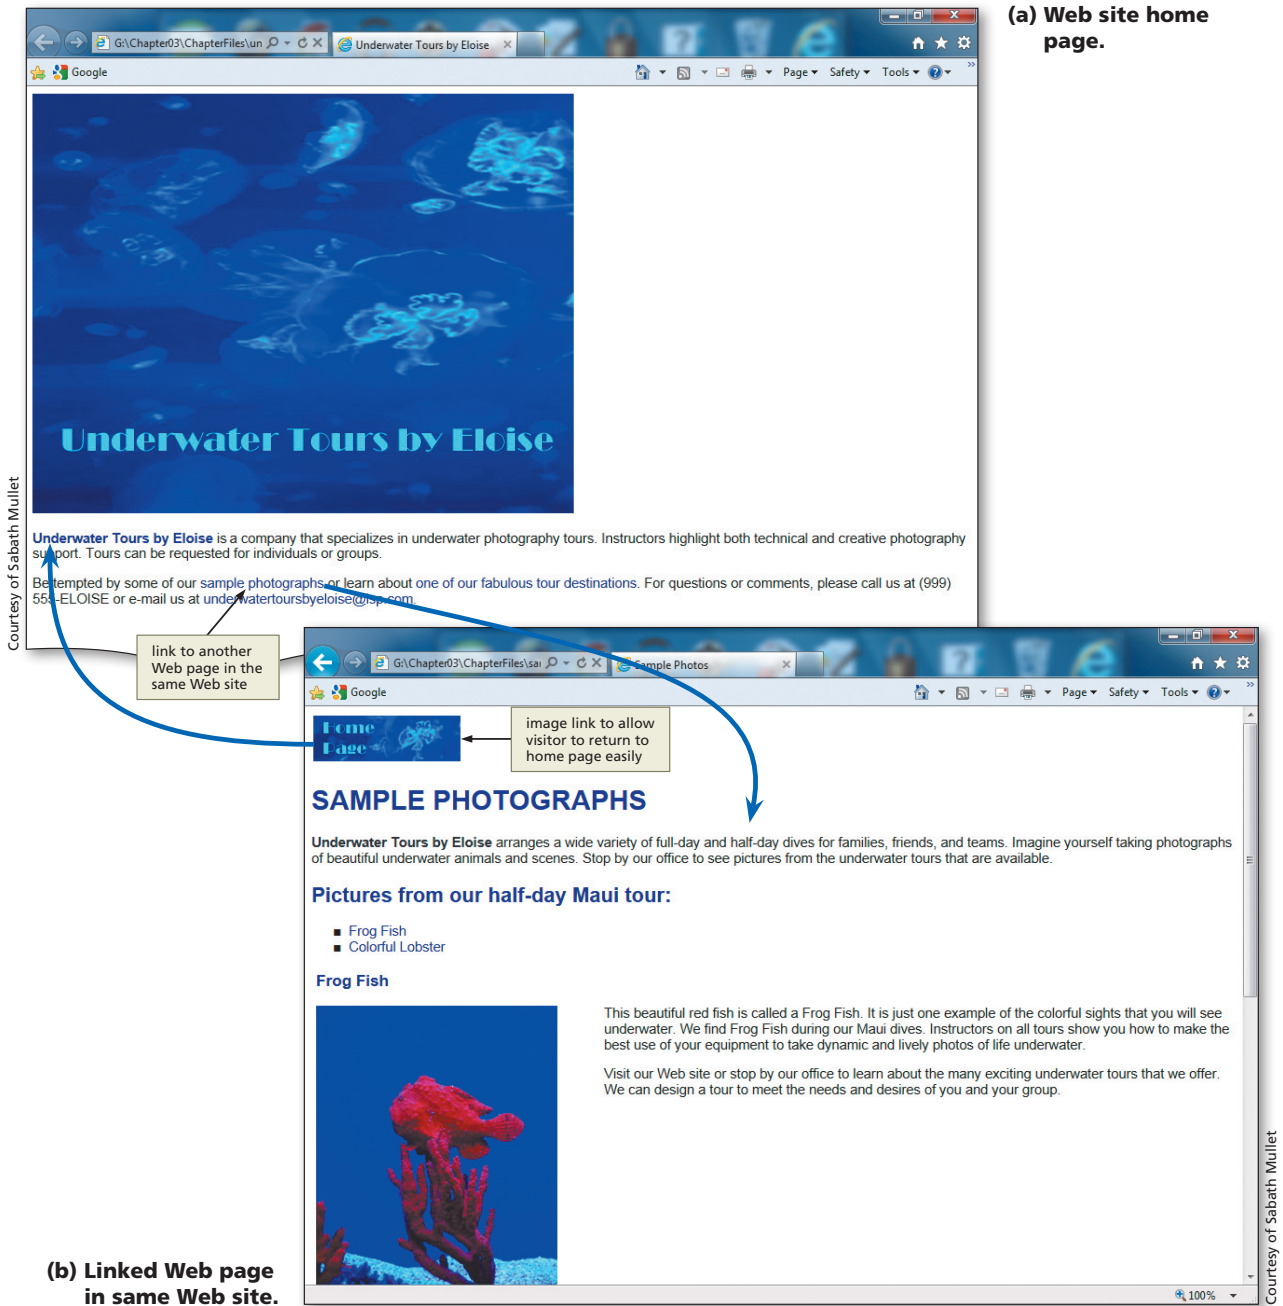 (a) Web site home
page.
G:\Chapter03\ChapterFiles\un
Underwater Tours by Eloise
Google
Page
Safety
Tools
Underwater Tours by Eloise
Courtesy of Sabath Mullet
Underwater Tours by Eloise is a company that specializes in underwater photography tours. Instructors highlight both technical and creative photography
support. Tours can be requested for individuals or groups.
Be tempted by some of our sample photographs or learn about one of our fabulous tour destinations. For questions or comments, please call us at (999)
555-ELOISE or e-mail us at underwatertoursbyeloise@isp.com.
link to another
Web page in the
same Web site
G:\Chapter03\ChapterFiles\sai
Sample Photos
Google
Page
Safety
Tools
Home
Page
image link to allow
visitor to return to
home page easily
SAMPLE PHOTOGRAPHS
Underwater Tours by Eloise arranges a wide variety of full-day and half-day dives for families, friends, and teams. Imagine yourself taking photographs
of beautiful underwater animals and scenes. Stop by our office to see pictures from the underwater tours that are available.
Pictures from our half-day Maui tour:
Frog Fish
Colorful Lobster
Frog Fish
This beautiful red fish is called a Frog Fish. It is just one example of the colorful sights that you will see
underwater. We find Frog Fish during our Maui dives. Instructors on all tours show you how to make the
best use of your equipment to take dynamic and lively photos of life underwater.
Visit our Web site or stop by our office to learn about the many exciting underwater tours that we offer.
We can design a tour to meet the needs and desires of you and your group.
100%
Courtesy of Sabath Mullet
(b) Linked Web page
in same Web site.